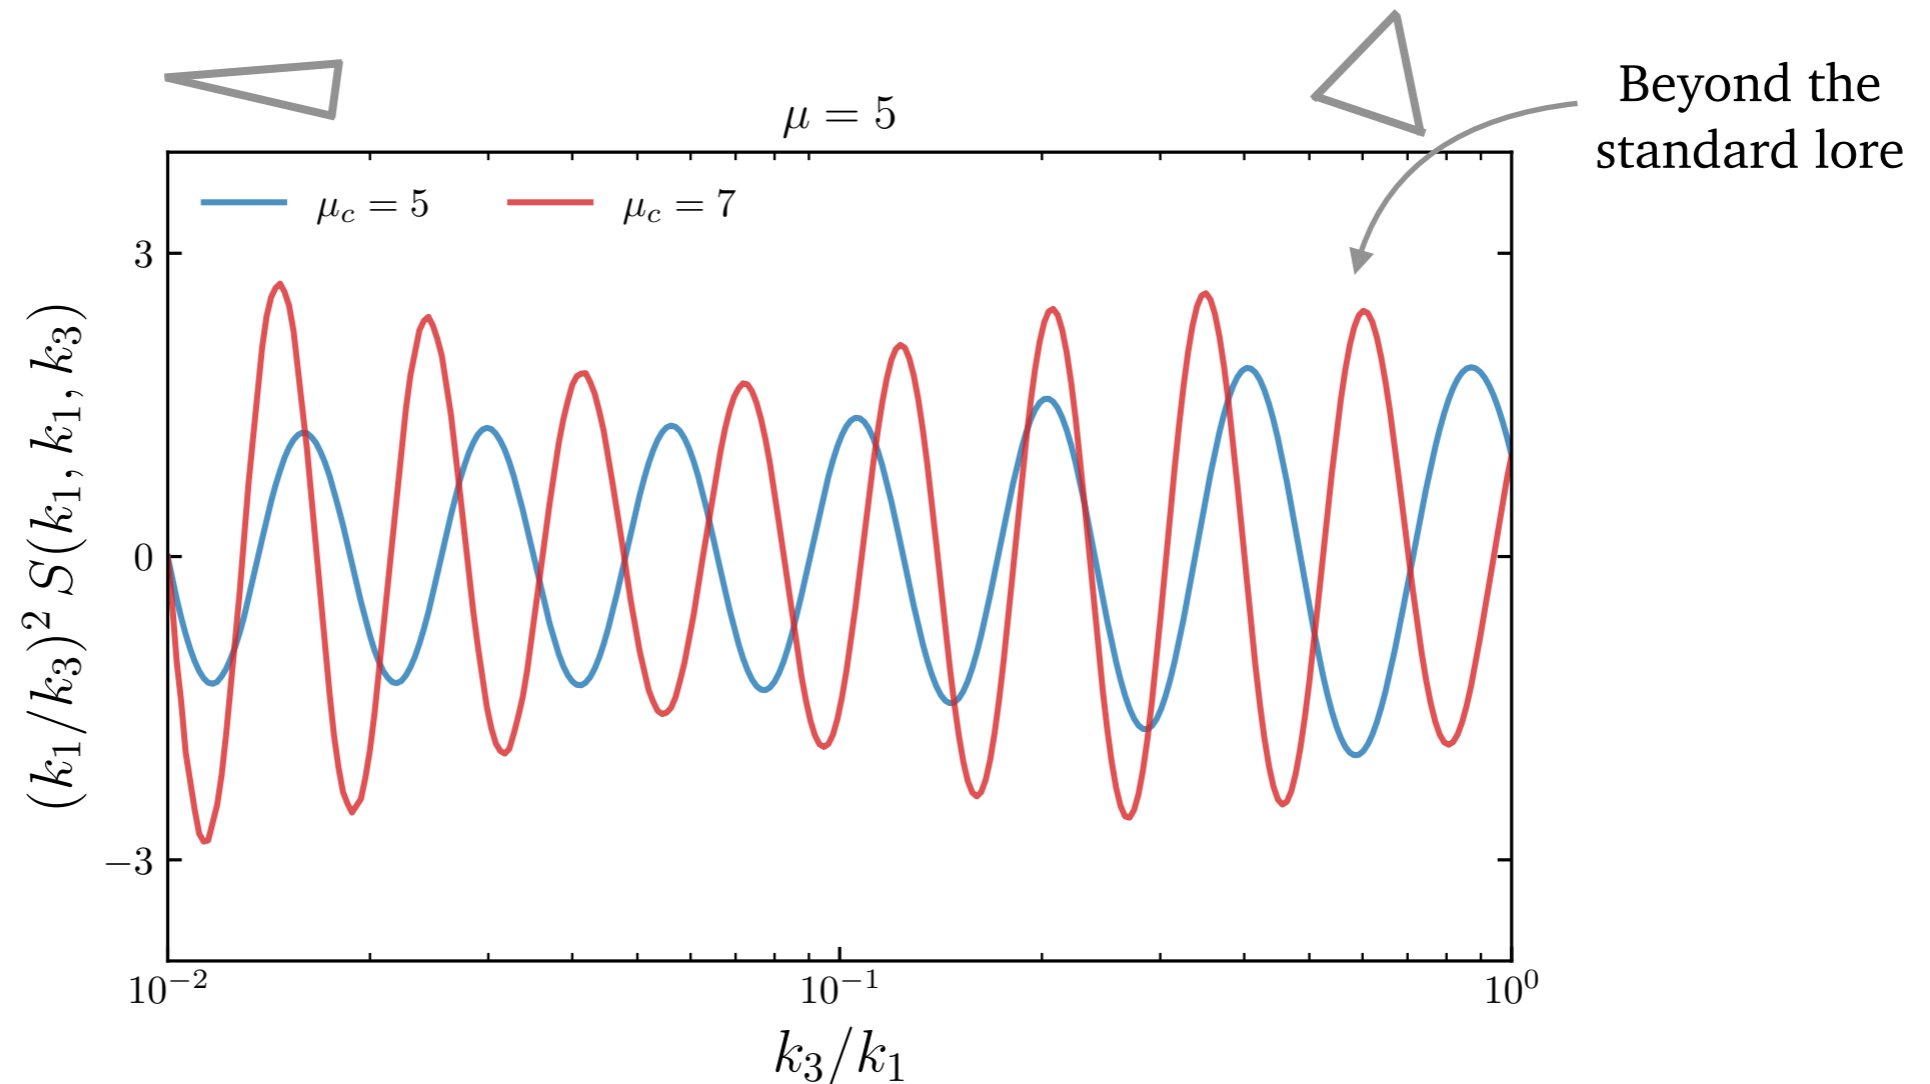 Beyond the
standard lore
μ = 5
μ_c = 5
μ_c = 7
3
0
−3
(k_1/k_3)^2 S(k_1, k_1, k_3)
10^{−2}
10^{−1}
10^0
k_3/k_1